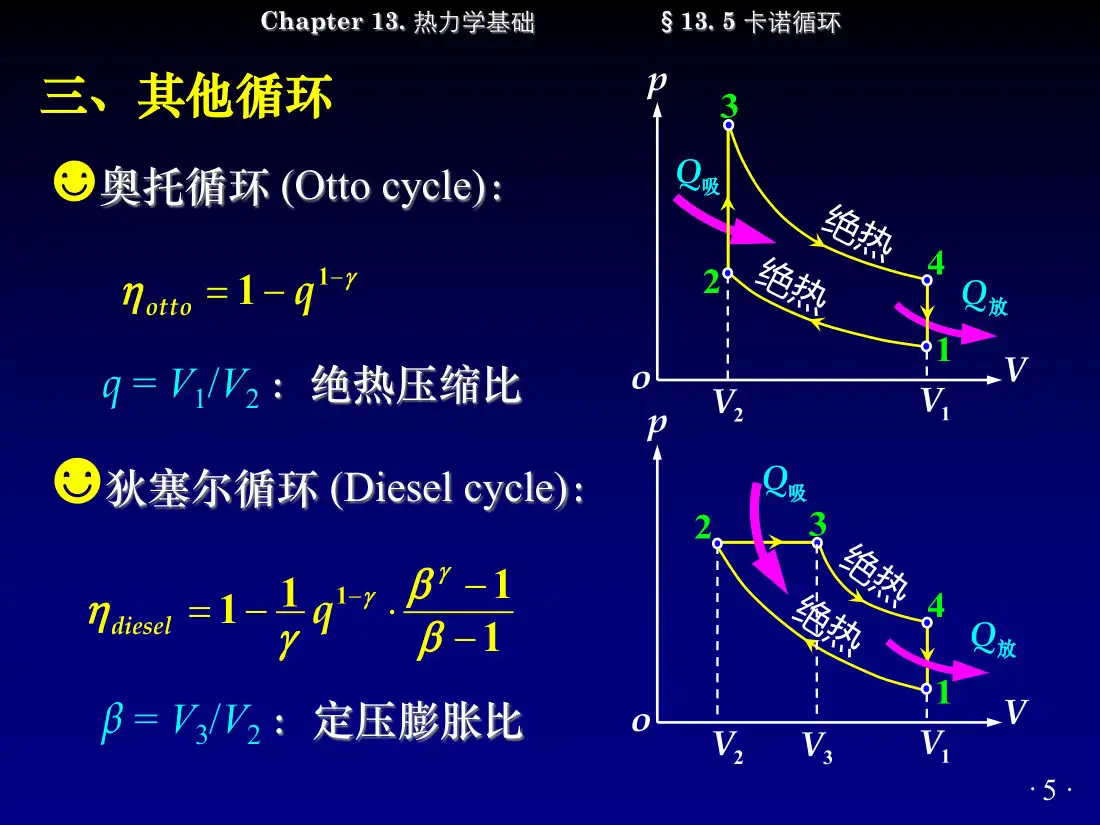 Chapter 13. 热力学基础 §13. 5 卡诺循环
三、其他循环
奥托循环 (Otto cycle)：
η_otto = 1 − q^{1−γ}
q = V₁/V₂： 绝热压缩比
狄塞尔循环 (Diesel cycle)：
η_diesel = 1 − \frac{1}{γ} q^{1−γ} · \frac{β^γ − 1}{β − 1}
β = V₃/V₂： 定压膨胀比
p
3
Q吸
绝热
4
2
绝热
Q放
1
o
V
V₂
V₁
p
Q吸
2
3
绝热
4
绝热
Q放
1
o
V
V₂
V₃
V₁
· 5 ·